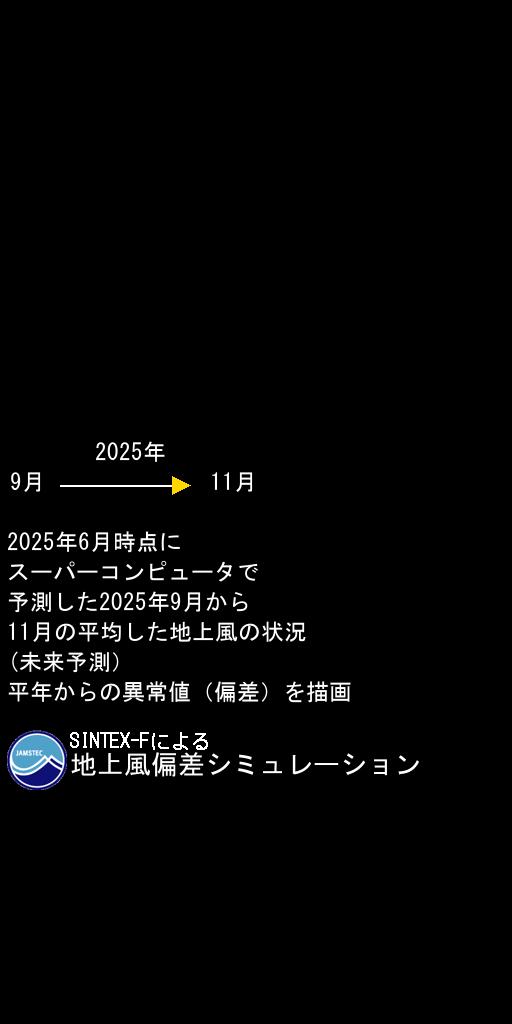 2025年
9月 11月
2025年6月時点に
スーパーコンピュータで
予測した2025年9月から
11月の平均した地上風の状況
(未来予測)
平年からの異常値（偏差）を描画
SINTEX-Fによる
JAMSTEC
地上風偏差シミュレーション